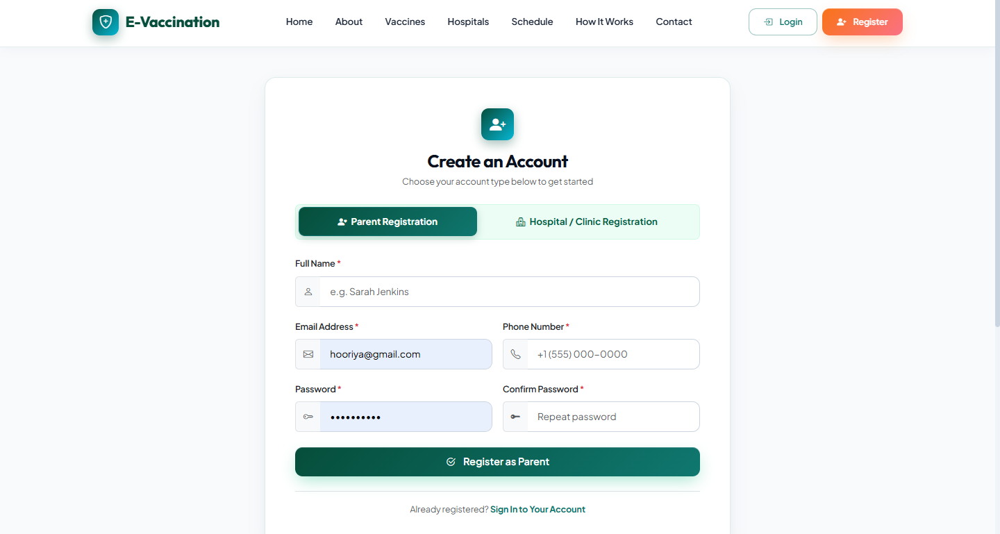 E-Vaccination
Home About Vaccines Hospitals Schedule How It Works Contact
Login Register
Create an Account
Choose your account type below to get started
Parent Registration Hospital / Clinic Registration
Full Name *
e.g. Sarah Jenkins
Email Address * Phone Number *
hooriya@gmail.com +1 (555) 000-0000
Password * Confirm Password *
•••••••••• Repeat password
Register as Parent
Already registered? Sign In to Your Account